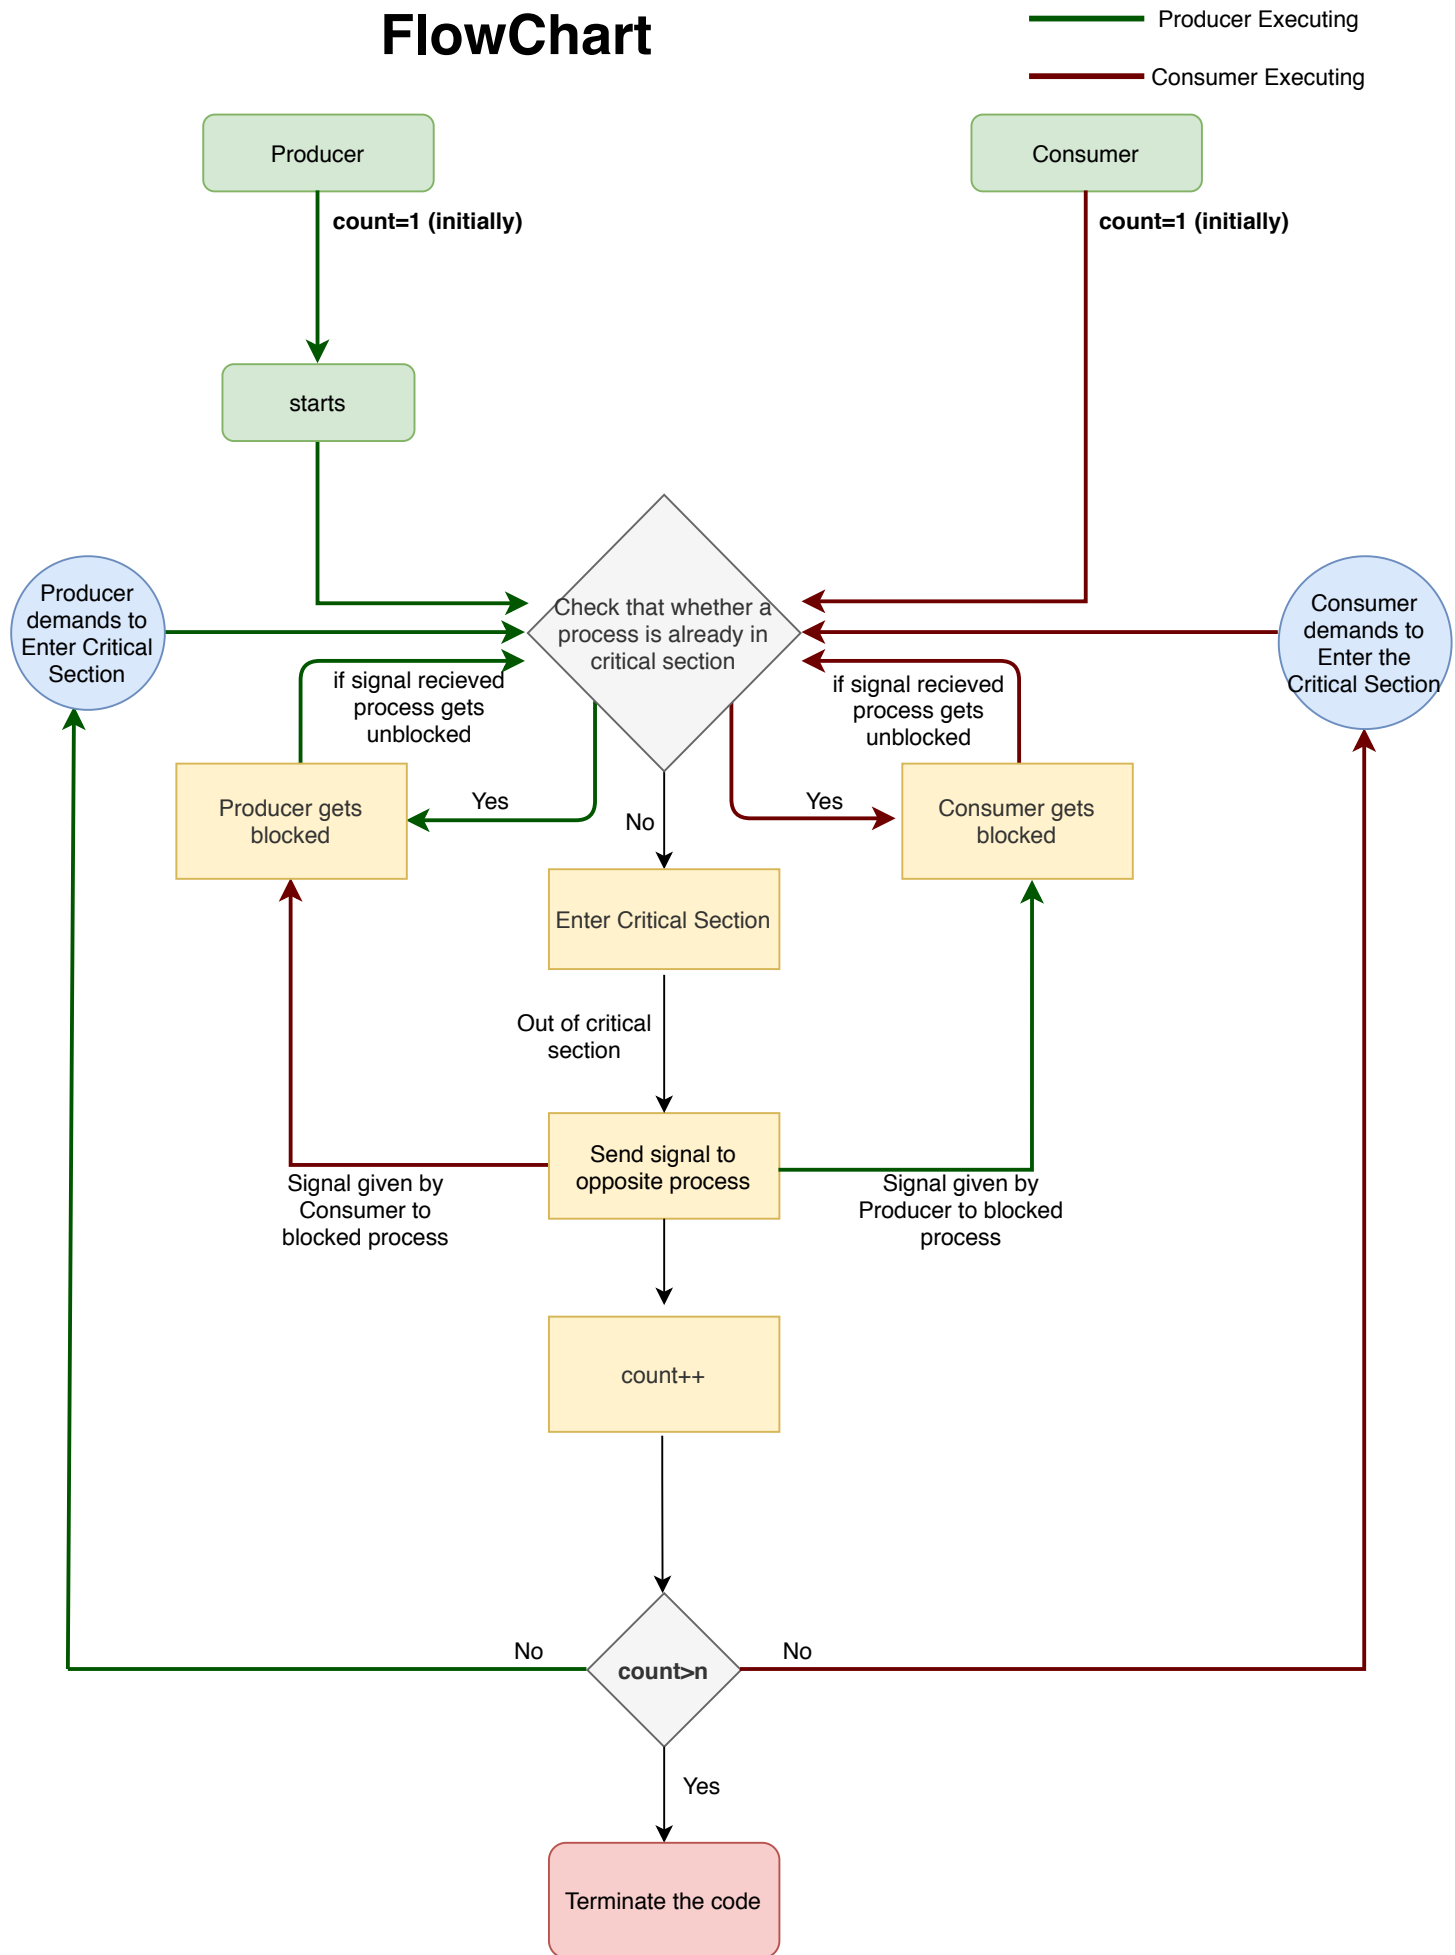 FlowChart
Producer Executing
Consumer Executing
Producer
Consumer
count=1 (initially)
count=1 (initially)
starts
Producer
demands to
Enter Critical
Section
Check that whether a
process is already in
critical section
Consumer
demands to
Enter the
Critical Section
if signal recieved
process gets
unblocked
if signal recieved
process gets
unblocked
Producer gets
blocked
Yes
No
Yes
Consumer gets
blocked
Enter Critical Section
Out of critical
section
Send signal to
opposite process
Signal given by
Consumer to
blocked process
Signal given by
Producer to blocked
process
count++
No
count>n
No
Yes
Terminate the code